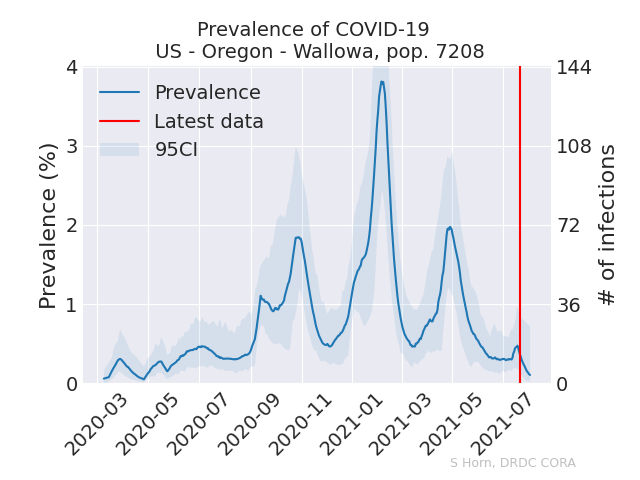 Prevalence of COVID-19
US - Oregon - Wallowa, pop. 7208
Prevalence
Latest data
95CI
Prevalence (%)
4
3
2
1
0
144
108
72
36
0
# of infections
2020-03
2020-05
2020-07
2020-09
2020-11
2021-01
2021-03
2021-05
2021-07
S Horn, DRDC CORA